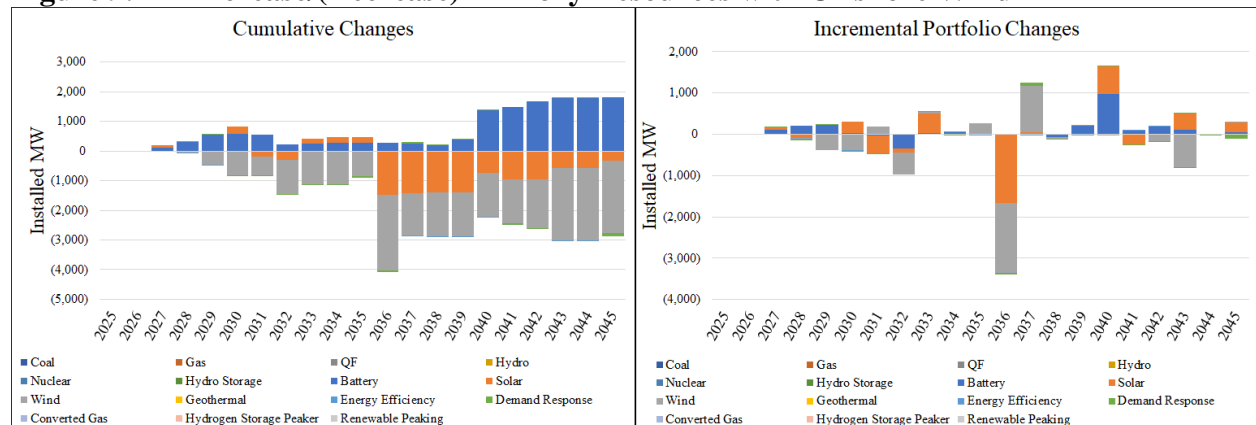 Cumulative Changes
Installed MW
3,000
2,000
1,000
0
(1,000)
(2,000)
(3,000)
(4,000)
(5,000)
2025 2026 2027 2028 2029 2030 2031 2032 2033 2034 2035 2036 2037 2038 2039 2040 2041 2042 2043 2044 2045
Coal Gas QF Hydro
Nuclear Hydro Storage Battery Solar
Wind Geothermal Energy Efficiency Demand Response
Converted Gas Hydrogen Storage Peaker Renewable Peaking
Incremental Portfolio Changes
Installed MW
2,000
1,000
0
(1,000)
(2,000)
(3,000)
(4,000)
2025 2026 2027 2028 2029 2030 2031 2032 2033 2034 2035 2036 2037 2038 2039 2040 2041 2042 2043 2044 2045
Coal Gas QF Hydro
Nuclear Hydro Storage Battery Solar
Wind Geothermal Energy Efficiency Demand Response
Converted Gas Hydrogen Storage Peaker Renewable Peaking